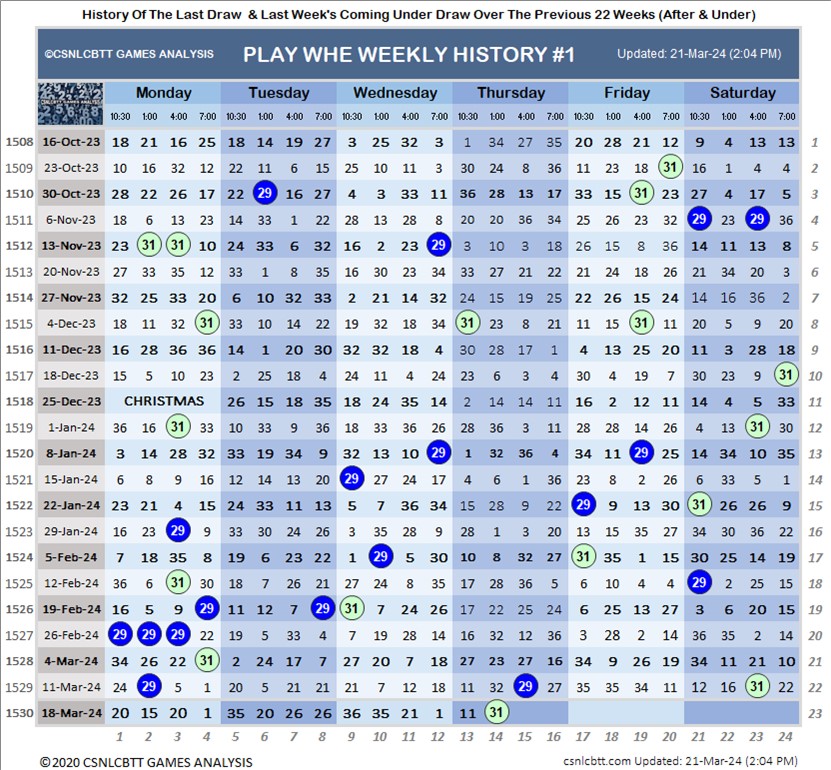 History Of The Last Draw & Last Week's Coming Under Draw Over The Previous 22 Weeks (After & Under)
©CSNLCBTT GAMES ANALYSIS PLAY WHE WEEKLY HISTORY #1 Updated: 21-Mar-24 (2:04 PM)
Monday Tuesday Wednesday Thursday Friday Saturday
10:30 1:00 4:00 7:00 10:30 1:00 4:00 8:00 10:30 1:00 4:00 7:00 10:30 1:00 4:00 7:00 10:30 1:00 4:00 7:00 10:30 1:00 4:00 7:00
1508 16-Oct-23 18 21 16 25 18 14 19 27 3 25 32 3 1 34 27 35 20 28 21 12 9 4 13 13 1
1509 23-Oct-23 10 16 32 12 22 11 6 15 25 10 11 3 30 24 8 36 11 23 18 31 16 1 4 4 2
1510 30-Oct-23 28 22 26 17 22 29 16 27 4 3 33 11 36 28 13 17 33 15 31 23 27 4 17 5 3
1511 6-Nov-23 18 6 13 23 14 33 1 22 28 13 28 8 20 20 36 34 25 26 23 32 29 23 29 36 4
1512 13-Nov-23 23 31 31 10 24 33 6 32 16 2 23 29 3 10 3 18 26 15 8 36 14 11 13 8 5
1513 20-Nov-23 27 33 35 12 33 1 8 35 16 30 23 34 33 27 21 22 21 24 18 26 21 34 20 3 6
1514 27-Nov-23 32 25 33 20 6 10 32 33 2 21 14 32 24 15 19 25 22 26 15 24 14 16 36 2 7
1515 4-Dec-23 18 11 32 31 33 10 14 22 19 32 18 34 31 23 8 21 11 15 31 11 20 5 9 20 8
1516 11-Dec-23 16 28 36 36 14 1 20 30 32 32 18 4 30 28 17 1 4 13 25 20 11 3 28 18 9
1517 18-Dec-23 15 5 10 23 2 25 18 4 24 11 4 24 23 6 3 4 30 4 19 7 30 23 9 31 10
1518 25-Dec-23 CHRISTMAS 26 15 18 35 18 24 35 14 2 14 14 11 16 2 12 11 14 4 5 33 11
1519 1-Jan-24 36 16 31 33 10 33 9 36 18 33 36 26 28 36 3 11 28 28 14 26 4 13 31 30 12
1520 8-Jan-24 3 14 28 32 33 19 34 9 32 13 10 29 1 32 36 4 34 11 29 25 14 34 10 35 13
1521 15-Jan-24 6 8 9 16 12 14 13 20 29 27 24 17 4 6 1 36 23 8 2 26 6 33 5 1 14
1522 22-Jan-24 23 21 4 15 24 33 11 13 5 7 36 34 15 28 9 22 29 9 13 30 31 26 26 9 15
1523 29-Jan-24 16 23 29 9 33 30 24 26 3 35 28 9 28 1 3 20 13 15 35 27 34 30 36 22 16
1524 5-Feb-24 7 18 35 8 19 6 23 22 1 29 5 30 10 8 32 27 31 35 1 15 30 25 14 19 17
1525 12-Feb-24 36 6 31 30 18 7 26 21 27 24 8 35 17 28 36 5 6 10 4 4 29 2 25 15 18
1526 19-Feb-24 16 5 9 29 11 12 7 29 31 7 24 26 17 22 25 24 6 25 13 27 3 6 20 15 19
1527 26-Feb-24 29 29 29 22 19 5 33 4 7 19 28 14 16 32 12 36 3 28 2 14 36 35 2 12 20
1528 4-Mar-24 34 26 22 31 2 24 17 7 27 20 7 18 27 23 27 16 34 9 26 19 34 11 21 10 21
1529 11-Mar-24 24 29 5 1 20 5 21 21 21 7 12 18 11 32 29 27 35 35 34 11 12 16 31 22 22
1530 18-Mar-24 20 15 20 1 35 20 26 26 36 35 21 1 11 31 23
1 2 3 4 5 6 7 8 9 10 11 12 13 14 15 16 17 18 19 20 21 22 23 24
©2020 CSNLCBTT GAMES ANALYSIS csnlcbtt.com Updated: 21-Mar-24 (2:04 PM)